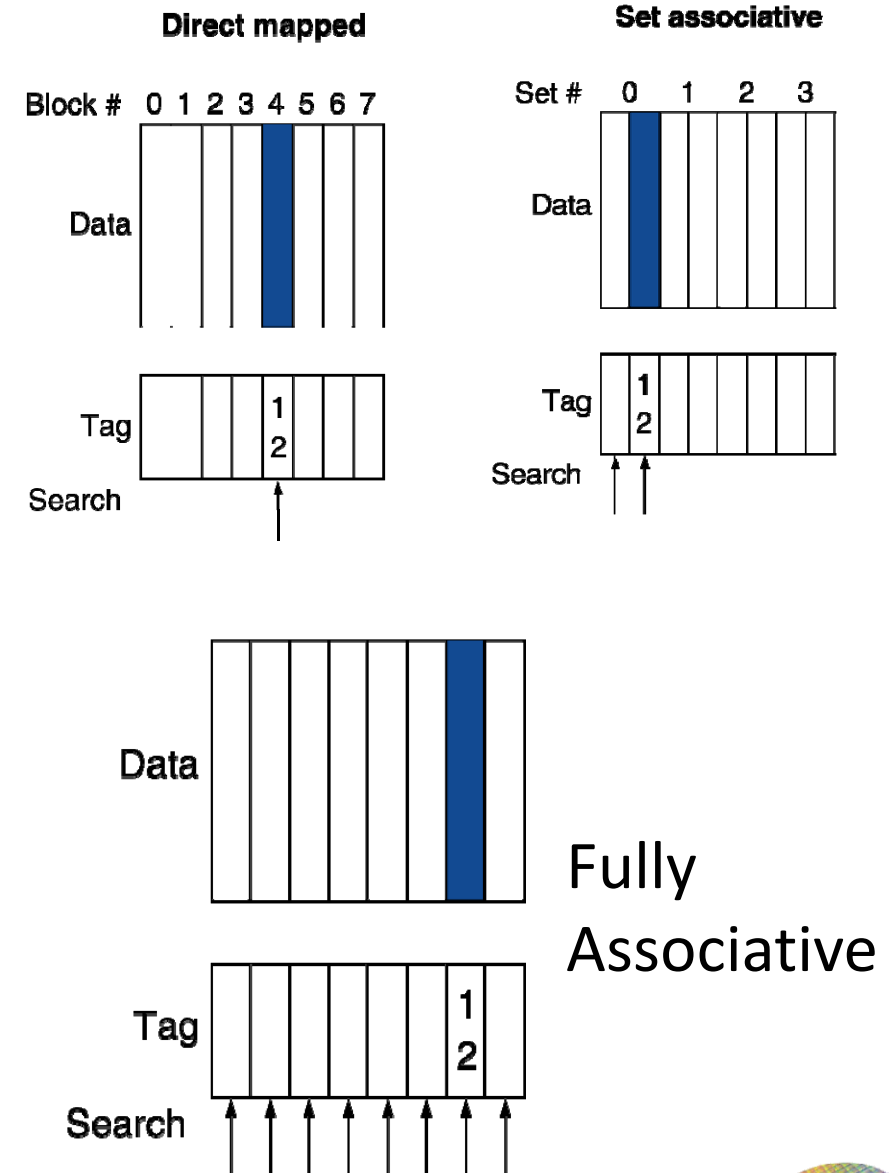 Direct mapped
Block # 0 1 2 3 4 5 6 7
Data
Tag
1
2
Search
Set associative
Set # 0 1 2 3
Data
Tag
1
2
Search
Data
Tag
1
2
Search
Fully
Associative